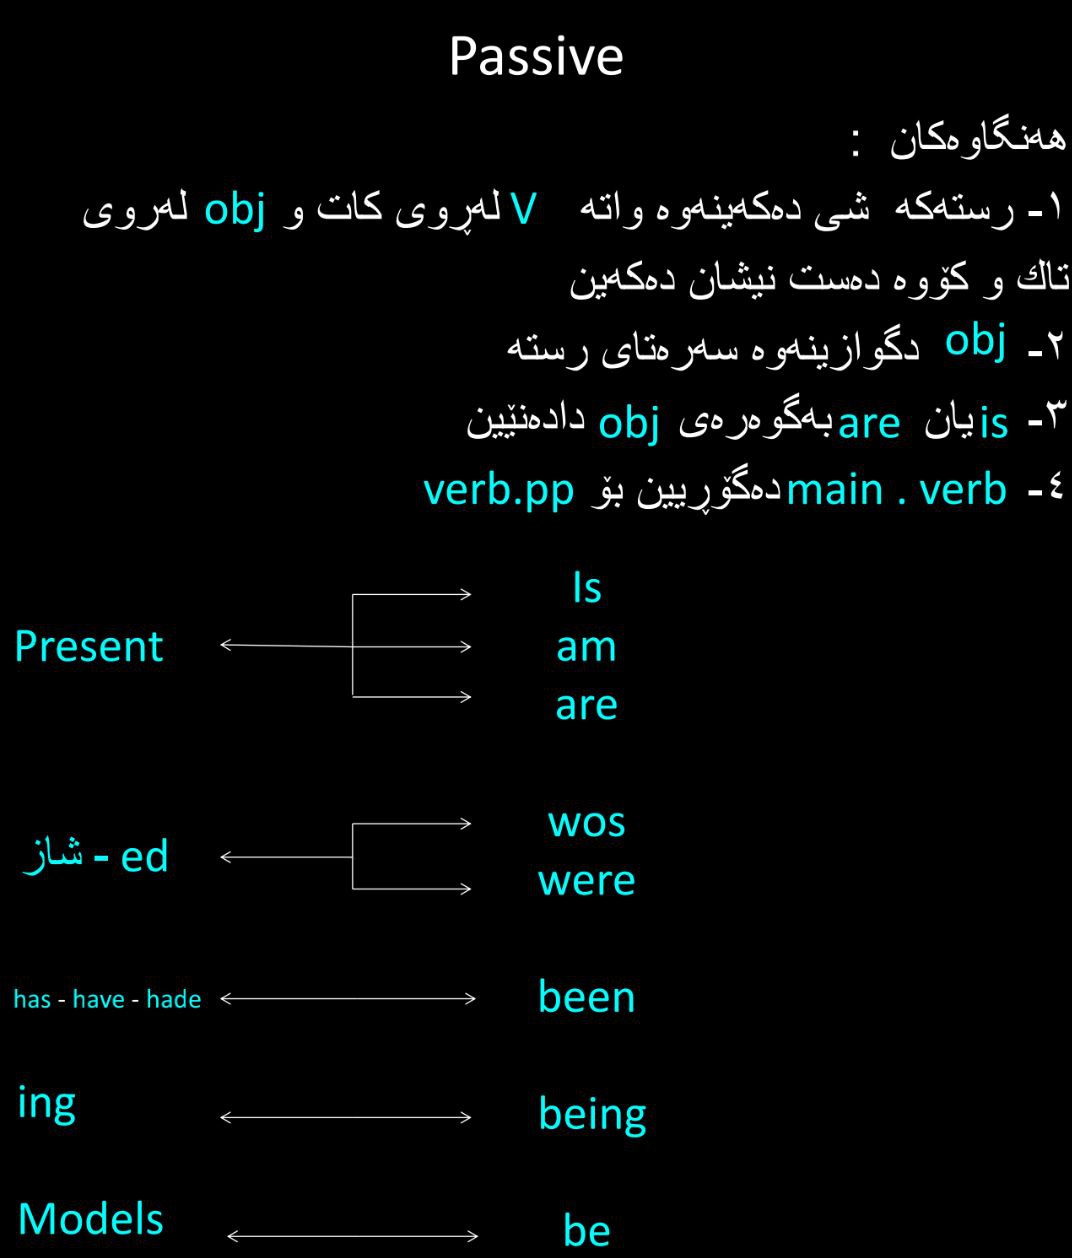 Passive
هەنگاوەکان :
١- رستەکە شی دەکەینەوە واتە V لەڕوی کات و obj لەروی
تاك و کۆوە دەست نیشان دەکەین
٢- obj دگوازینەوە سەرەتای رستە
٣- is یان are بەگوەرەی obj دادەنێین
٤- main . verb دەگۆڕیین بۆ verb.pp
Is
Present
am
are
wos
شاز - ed
were
has - have - hade
been
ing
being
Models
be